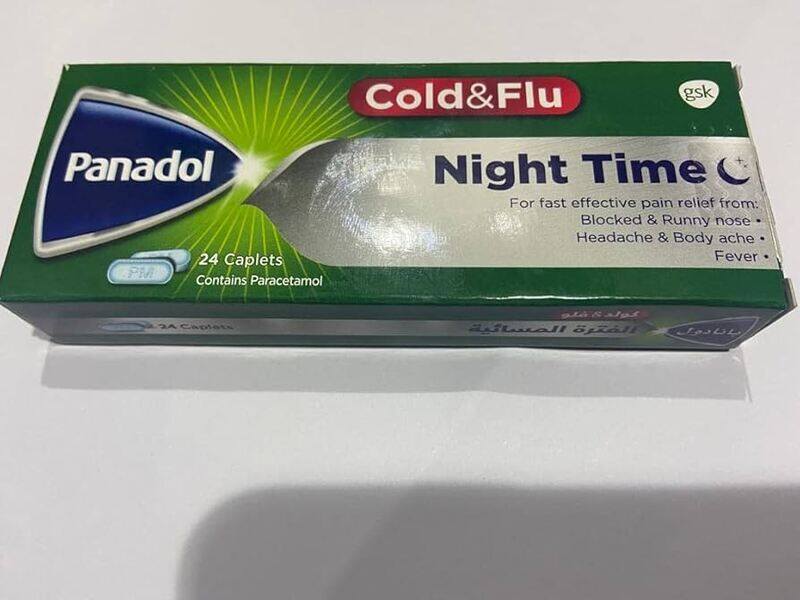 Cold&Flu
gsk
Panadol
Night Time
For fast effective pain relief from:
Blocked & Runny nose •
Headache & Body ache •
Fever •
PM
24 Caplets
Contains Paracetamol
24 Caplets
كولد & فلو
الفترة المسائية
بانادول